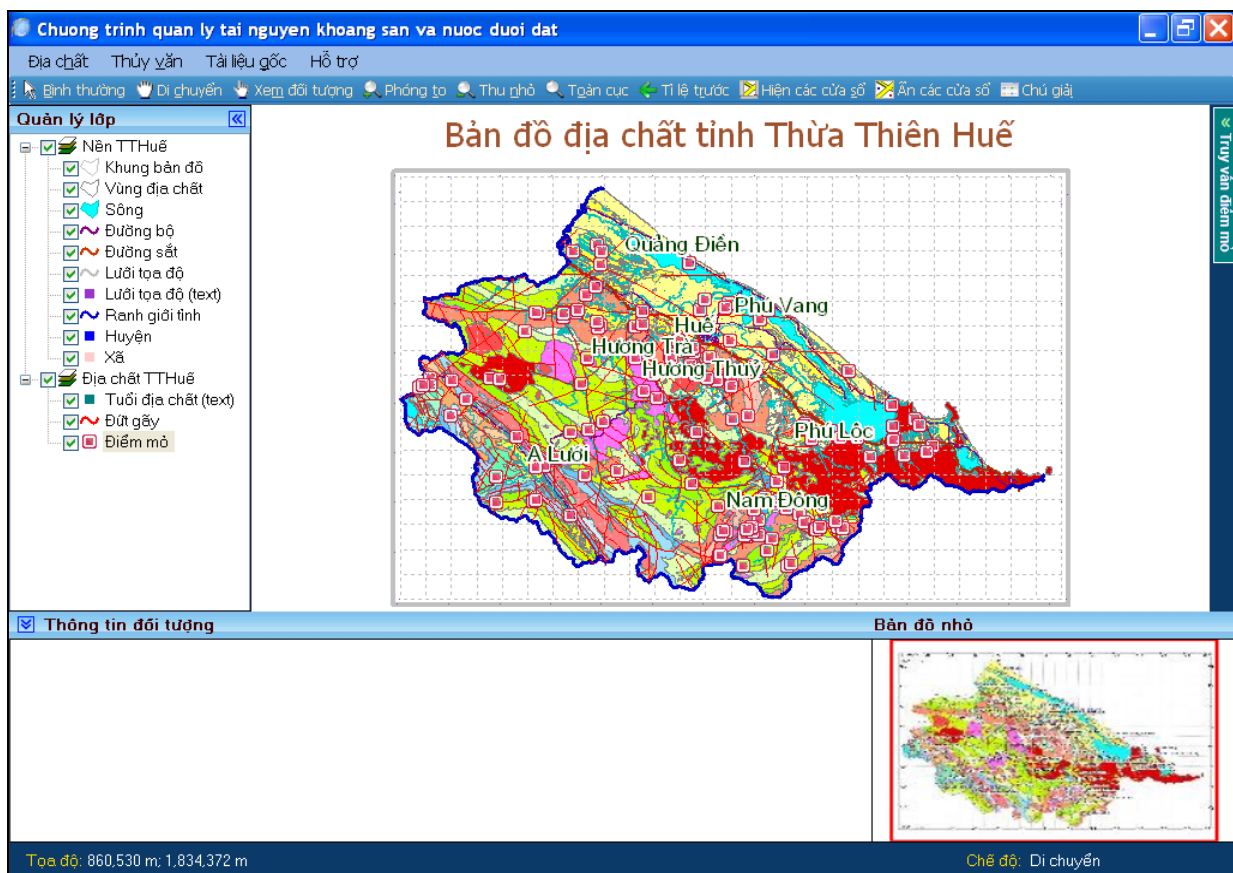 Chuong trinh quan ly tai nguyen khoang san va nuoc duoi dat
Địa chất Thủy văn Tài liệu gốc Hỗ trợ
Bình thường Di chuyển Xem đối tượng Phóng to Thu nhỏ Toàn cục Tỉ lệ trước Hiện các cửa sổ Ẩn các cửa sổ Chú giải
Quản lý lớp
Nền TTHuế
Khung bản đồ
Vùng địa chất
Sông
Đường bộ
Đường sắt
Lưới tọa độ
Lưới tọa độ (text)
Ranh giới tỉnh
Huyện
Xã
Địa chất TTHuế
Tuổi địa chất (text)
Đứt gãy
Điểm mỏ
Bản đồ địa chất tỉnh Thừa Thiên Huế
Quảng Điền
Phú Vang
Huế
Hương Trà
Hương Thuỷ
Phú Lộc
A Lưới
Nam Đông
Truy vấn điểm mỏ
Thông tin đối tượng
Bản đồ nhỏ
Tọa độ: 860,530 m; 1,834,372 m
Chế độ: Di chuyển